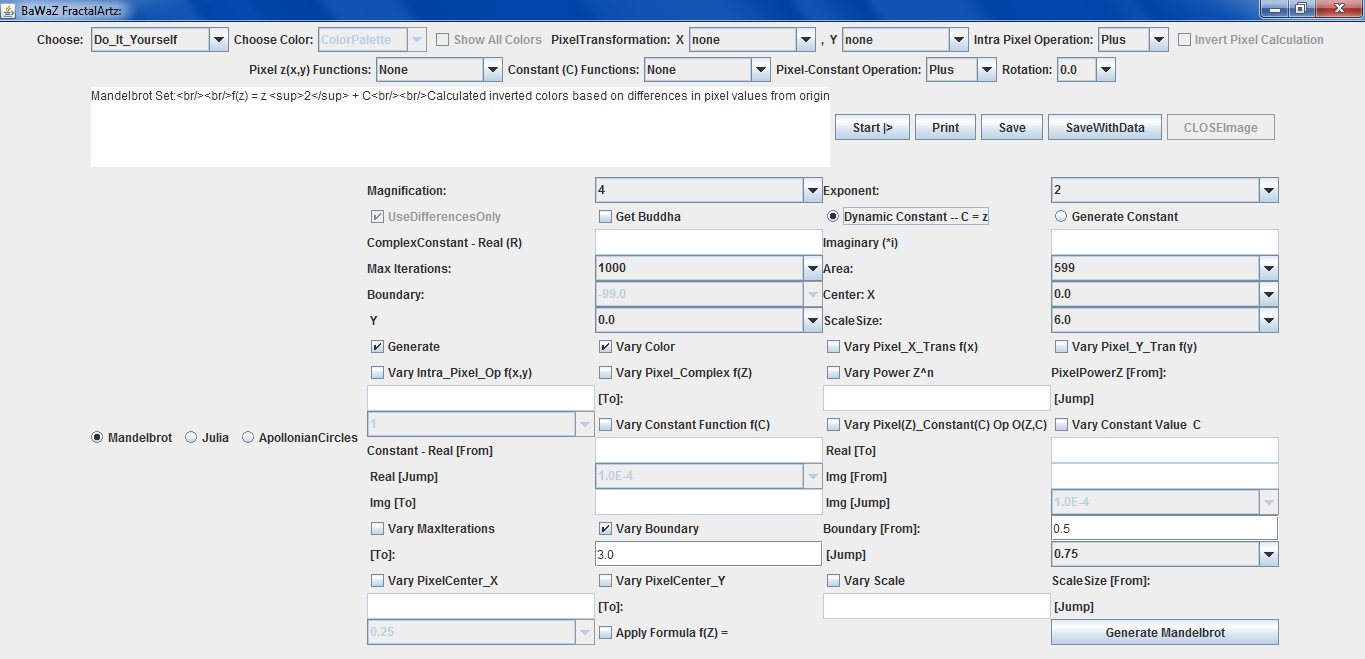 BaWaZ FractalArtz:
Choose: Do_It_Yourself Choose Color: ColorPalette Show All Colors PixelTransformation: X none , Y none Intra Pixel Operation: Plus Invert Pixel Calculation
Pixel z(x,y) Functions: None Constant (C) Functions: None Pixel-Constant Operation: Plus Rotation: 0.0
Mandelbrot Set:<br/><br/>f(z) = z <sup>2</sup> + C<br/><br/>Calculated inverted colors based on differences in pixel values from origin
Start |> Print Save SaveWithData CLOSEImage
Magnification: 4 Exponent: 2
UseDifferencesOnly Get Buddha Dynamic Constant -- C = z Generate Constant
ComplexConstant - Real (R) Imaginary (*i)
Max Iterations: 1000 Area: 599
Boundary: -99.0 Center: X 0.0
Y 0.0 ScaleSize: 6.0
Generate Vary Color Vary Pixel_X_Trans f(x) Vary Pixel_Y_Tran f(y)
Vary Intra_Pixel_Op f(x,y) Vary Pixel_Complex f(Z) Vary Power Z^n PixelPowerZ [From]:
[To]: [Jump]
1 Vary Constant Function f(C) Vary Pixel(Z)_Constant(C) Op O(Z,C) Vary Constant Value C
Mandelbrot Julia ApollonianCircles
Constant - Real [From] Real [To]
Real [Jump] 1.0E-4 Img [From]
Img [To] Img [Jump] 1.0E-4
Vary MaxIterations Vary Boundary Boundary [From]: 0.5
[To]: 3.0 [Jump] 0.75
Vary PixelCenter_X Vary PixelCenter_Y Vary Scale ScaleSize [From]:
[To]: [Jump]
0.25 Apply Formula f(Z) = Generate Mandelbrot